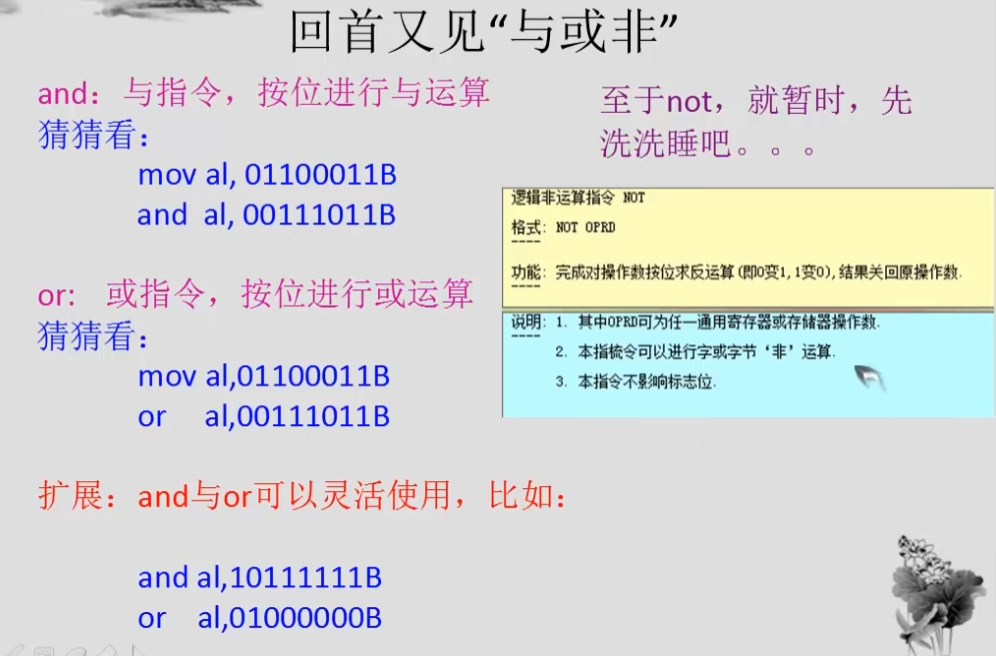 回首又见“与或非”
and：与指令，按位进行与运算
猜猜看：
mov al, 01100011B
and al, 00111011B
or: 或指令，按位进行或运算
猜猜看：
mov al,01100011B
or al,00111011B
扩展：and与or可以灵活使用，比如：
and al,10111111B
or al,01000000B
至于not，就暂时，先
洗洗睡吧。。。
逻辑非运算指令 NOT
格式: NOT OPRD
功能: 完成对操作数按位求反运算(即0变1,1变0),结果关回原操作数.
说明: 1. 其中OPRD可为任一通用寄存器或存储器操作数.
2. 本指梳令可以进行字或字节‘非’运算.
3. 本指令不影响标志位.